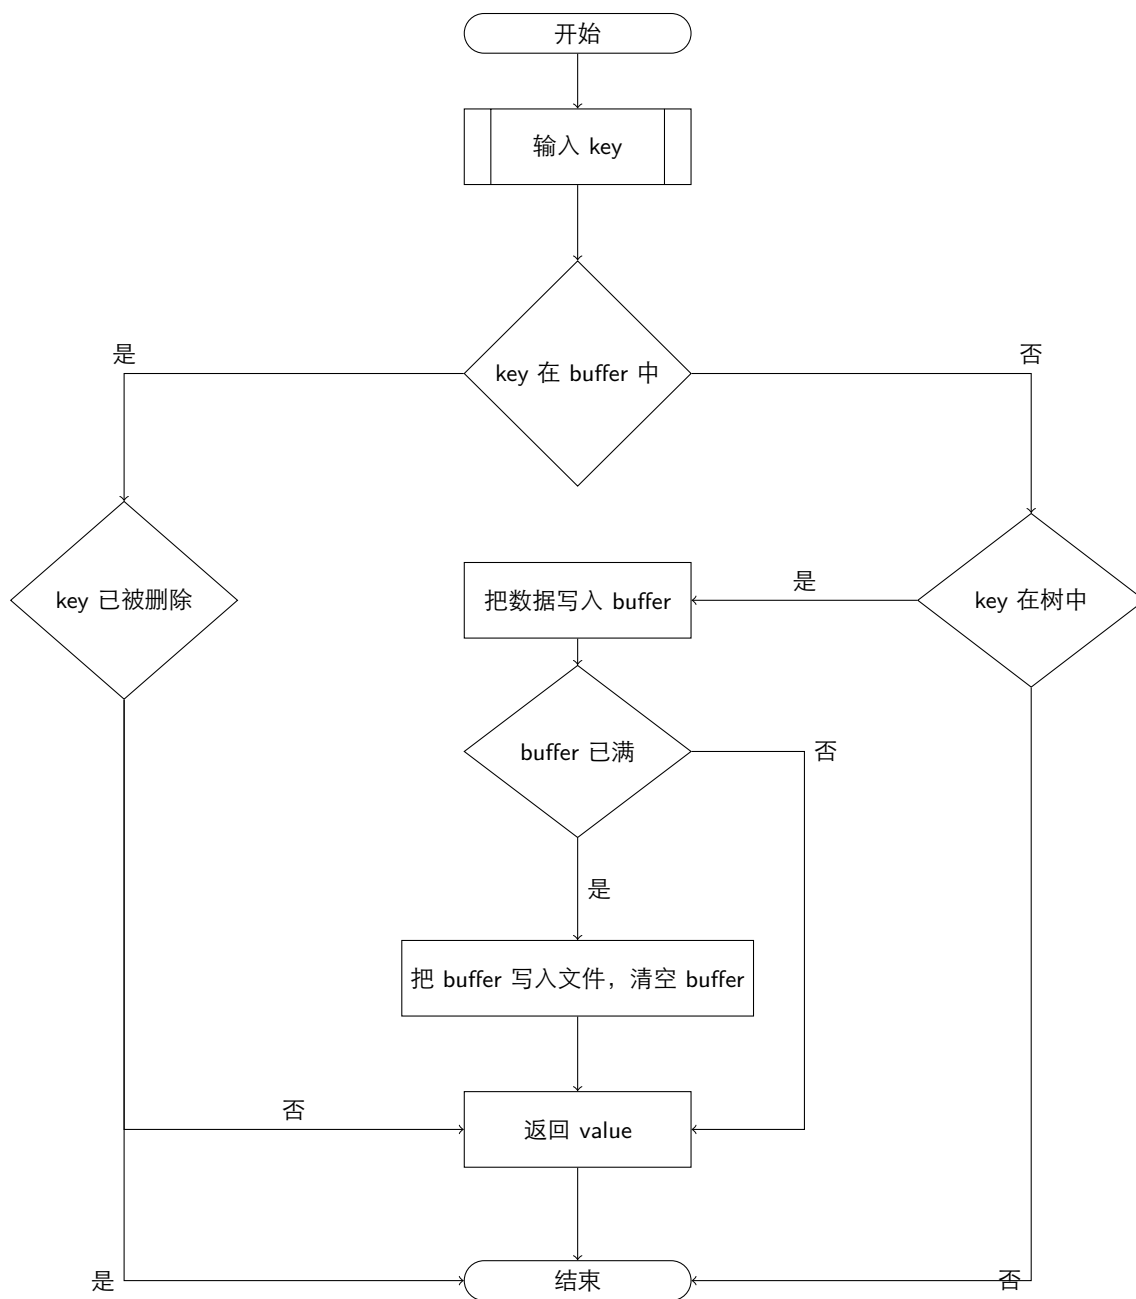 开始
输入 key
是
否
key 在 buffer 中
key 已被删除
把数据写入 buffer
是
key 在树中
buffer 已满
否
是
把 buffer 写入文件，清空 buffer
否
返回 value
是
结束
否